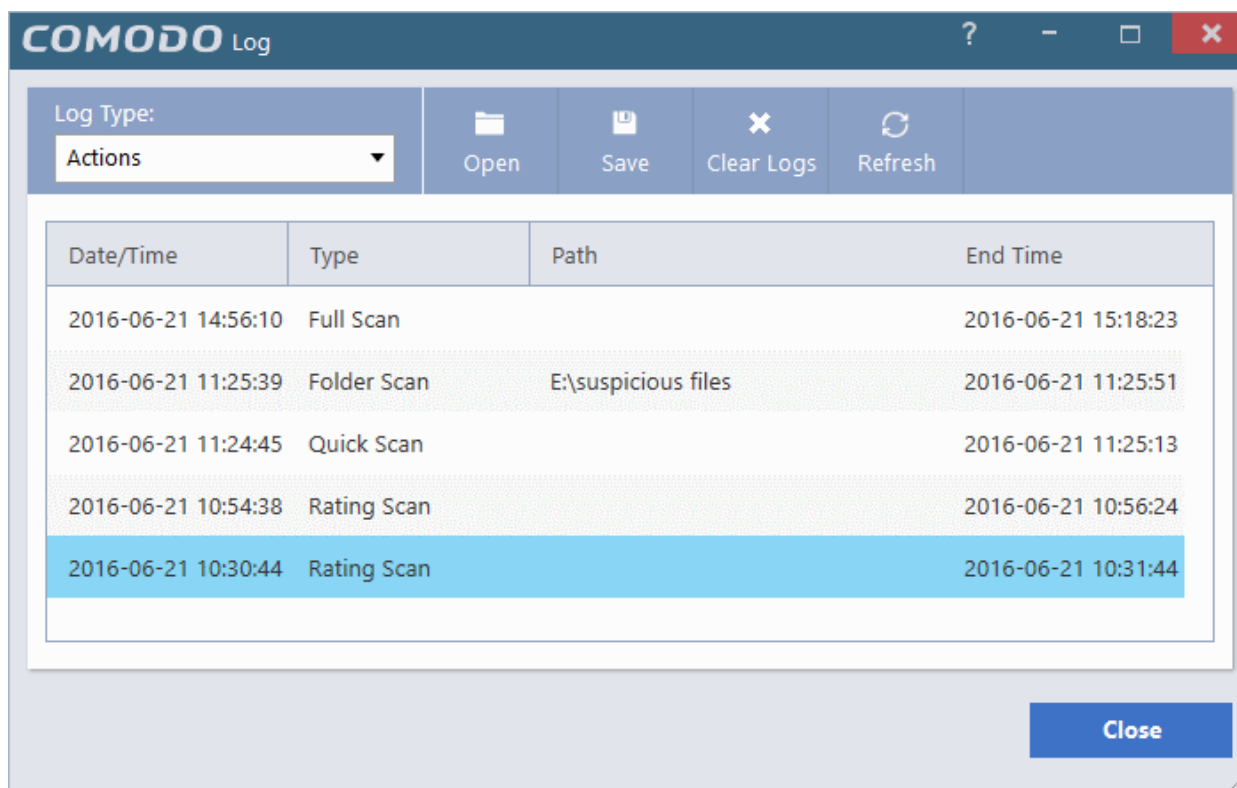 COMODO Log ?
Log Type:
Actions
Open Save Clear Logs Refresh
Date/Time Type Path End Time
2016-06-21 14:56:10 Full Scan 2016-06-21 15:18:23
2016-06-21 11:25:39 Folder Scan E:\suspicious files 2016-06-21 11:25:51
2016-06-21 11:24:45 Quick Scan 2016-06-21 11:25:13
2016-06-21 10:54:38 Rating Scan 2016-06-21 10:56:24
2016-06-21 10:30:44 Rating Scan 2016-06-21 10:31:44
Close